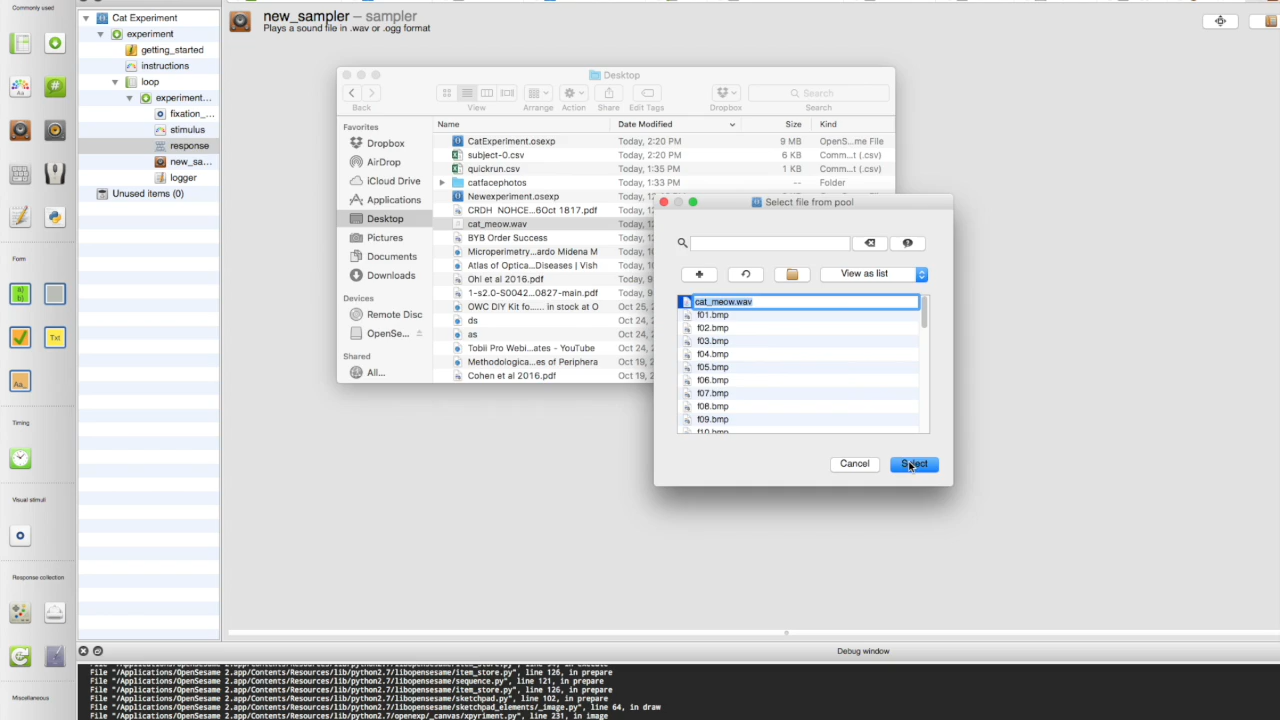 Commonly used
Cat Experiment
experiment
getting_started
instructions
loop
experiment...
fixation_...
stimulus
response
new_sa...
logger
Unused items (0)
Form
Timing
Visual stimuli
Response collection
Miscellaneous
new_sampler – sampler
Plays a sound file in .wav or .ogg format
Desktop
Back
View
Arrange
Action
Share
Edit Tags
Dropbox
Search
Search
Favorites
Dropbox
AirDrop
iCloud Drive
Applications
Desktop
Pictures
Documents
Downloads
Devices
Remote Disc
OpenSe...
Shared
All...
Name Date Modified Size Kind
CatExperiment.osexp Today, 2:20 PM 9 MB OpenS...me File
subject-0.csv Today, 2:20 PM 6 KB Comm...t (.csv)
quickrun.csv Today, 1:35 PM 1 KB Comm...t (.csv)
catfacephotos Today, 1:33 PM -- Folder
Newexperiment.osexp
CRDH NOHCE...6Oct 1817.pdf Today,
cat_meow.wav Today,
BYB Order Success Today,
Microperimetry...ardo Midena M Today,
Atlas of Optica...Diseases | Vish Today,
Ohl et al 2016.pdf Today,
1-s2.0-S0042...0827-main.pdf Today,
OWC DIY Kit fo...... in stock at O Oct 25,
ds Oct 24,
as Oct 24,
Tobii Pro Webi...ates - YouTube Oct 24,
Methodologica...es of Periphera Oct 19,
Cohen et al 2016.pdf Oct 19,
Select file from pool
View as list
cat_meow.wav
f01.bmp
f02.bmp
f03.bmp
f04.bmp
f05.bmp
f06.bmp
f07.bmp
f08.bmp
f09.bmp
f10.bmp
Cancel
Select
Debug window
File "/Applications/OpenSesame 2.app/Contents/Resources/lib/python2.7/libopensesame/item_store.py", line 126, in prepare
File "/Applications/OpenSesame 2.app/Contents/Resources/lib/python2.7/libopensesame/sequence.py", line 121, in prepare
File "/Applications/OpenSesame 2.app/Contents/Resources/lib/python2.7/libopensesame/item_store.py", line 126, in prepare
File "/Applications/OpenSesame 2.app/Contents/Resources/lib/python2.7/libopensesame/sketchpad.py", line 102, in prepare
File "/Applications/OpenSesame 2.app/Contents/Resources/lib/python2.7/libopensesame/sketchpad_elements/_image.py", line 64, in draw
File "/Applications/OpenSesame 2.app/Contents/Resources/lib/python2.7/openexp/_canvas/xpyriment.py", line 231, in image